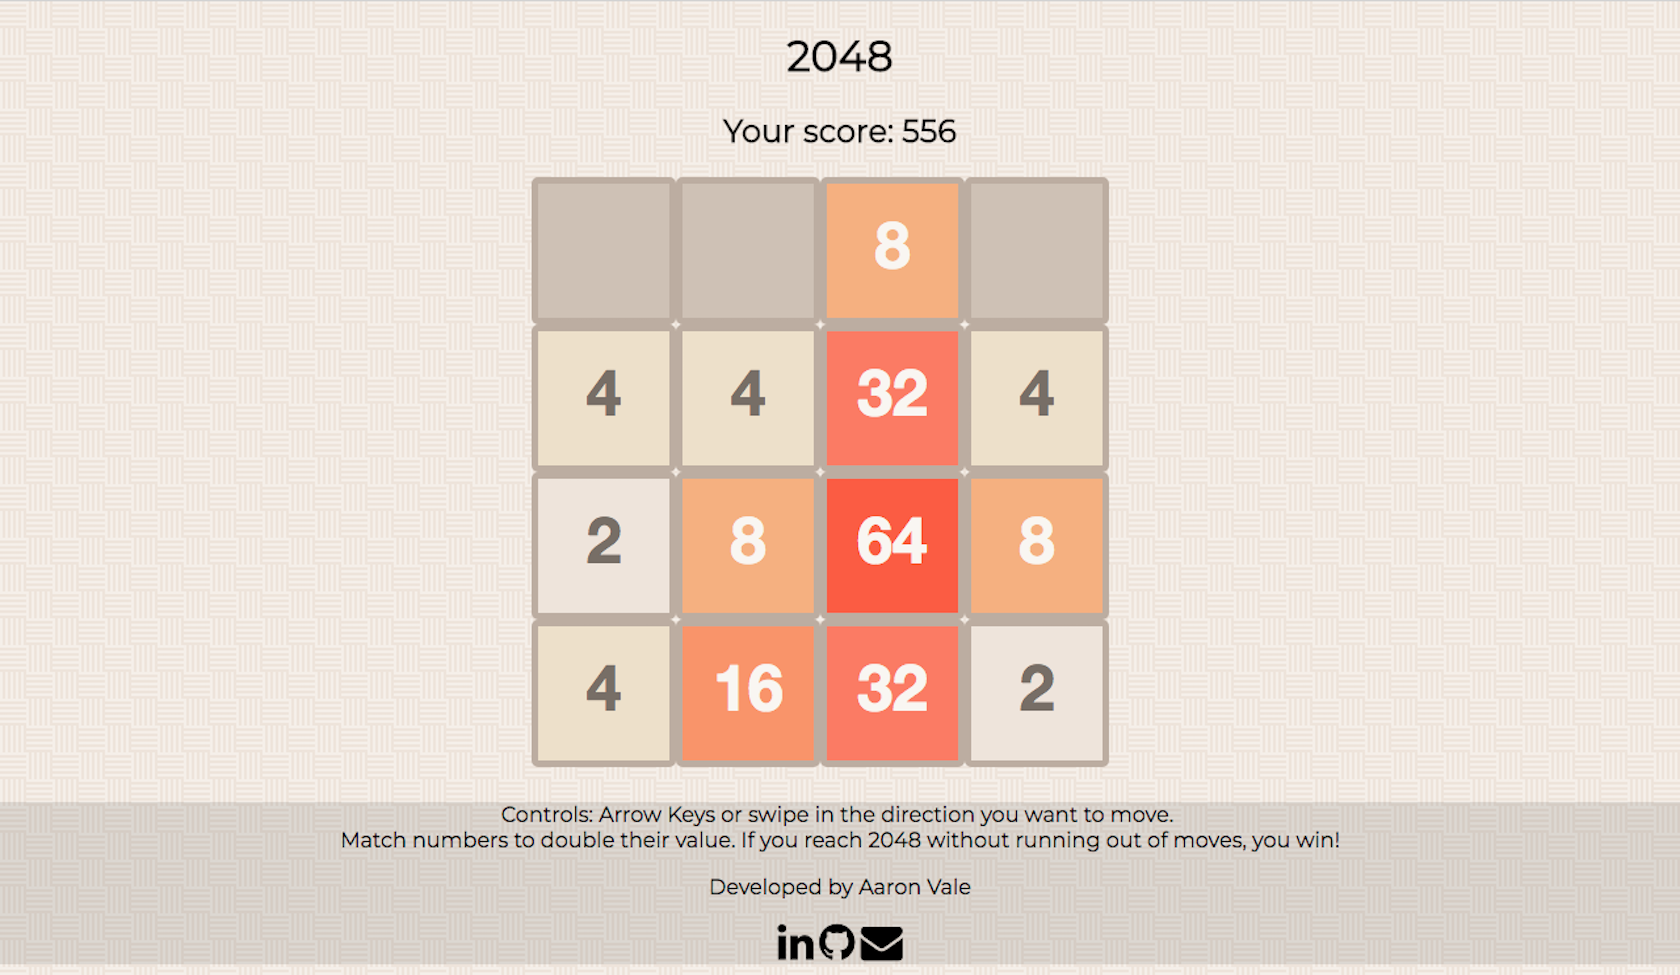 2048
Your score: 556
8
4 4 32 4
2 8 64 8
4 16 32 2
Controls: Arrow Keys or swipe in the direction you want to move.
Match numbers to double their value. If you reach 2048 without running out of moves, you win!
Developed by Aaron Vale
in